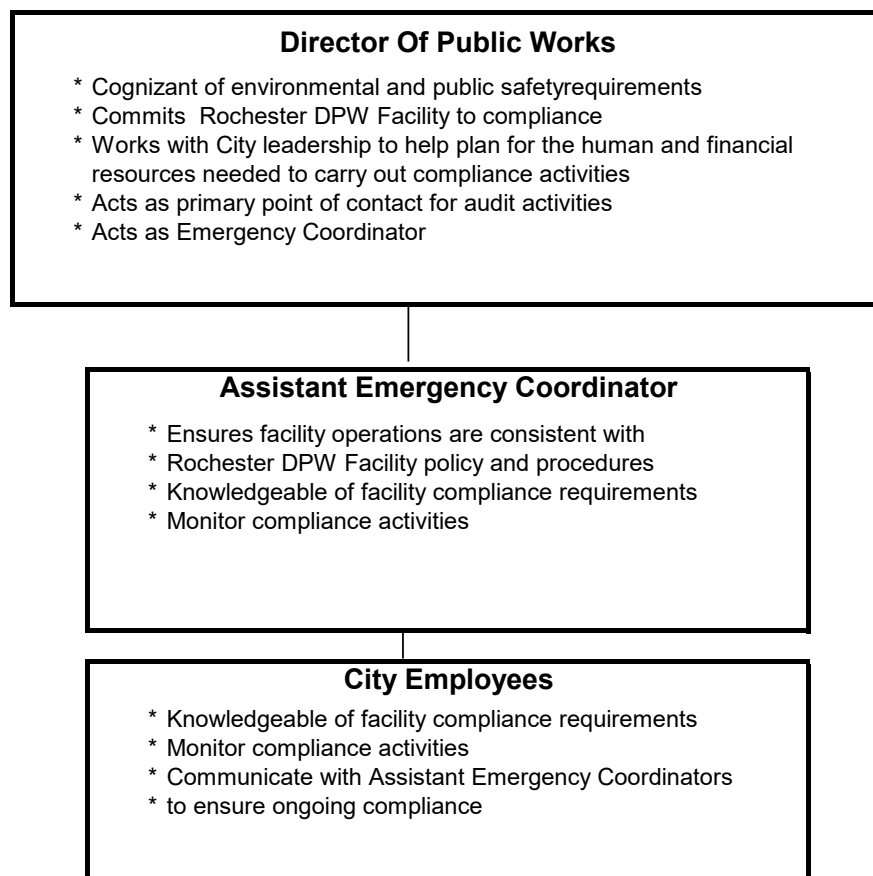 Director Of Public Works
* Cognizant of environmental and public safetyrequirements
* Commits Rochester DPW Facility to compliance
* Works with City leadership to help plan for the human and financial
resources needed to carry out compliance activities
* Acts as primary point of contact for audit activities
* Acts as Emergency Coordinator
Assistant Emergency Coordinator
* Ensures facility operations are consistent with
* Rochester DPW Facility policy and procedures
* Knowledgeable of facility compliance requirements
* Monitor compliance activities
City Employees
* Knowledgeable of facility compliance requirements
* Monitor compliance activities
* Communicate with Assistant Emergency Coordinators
* to ensure ongoing compliance